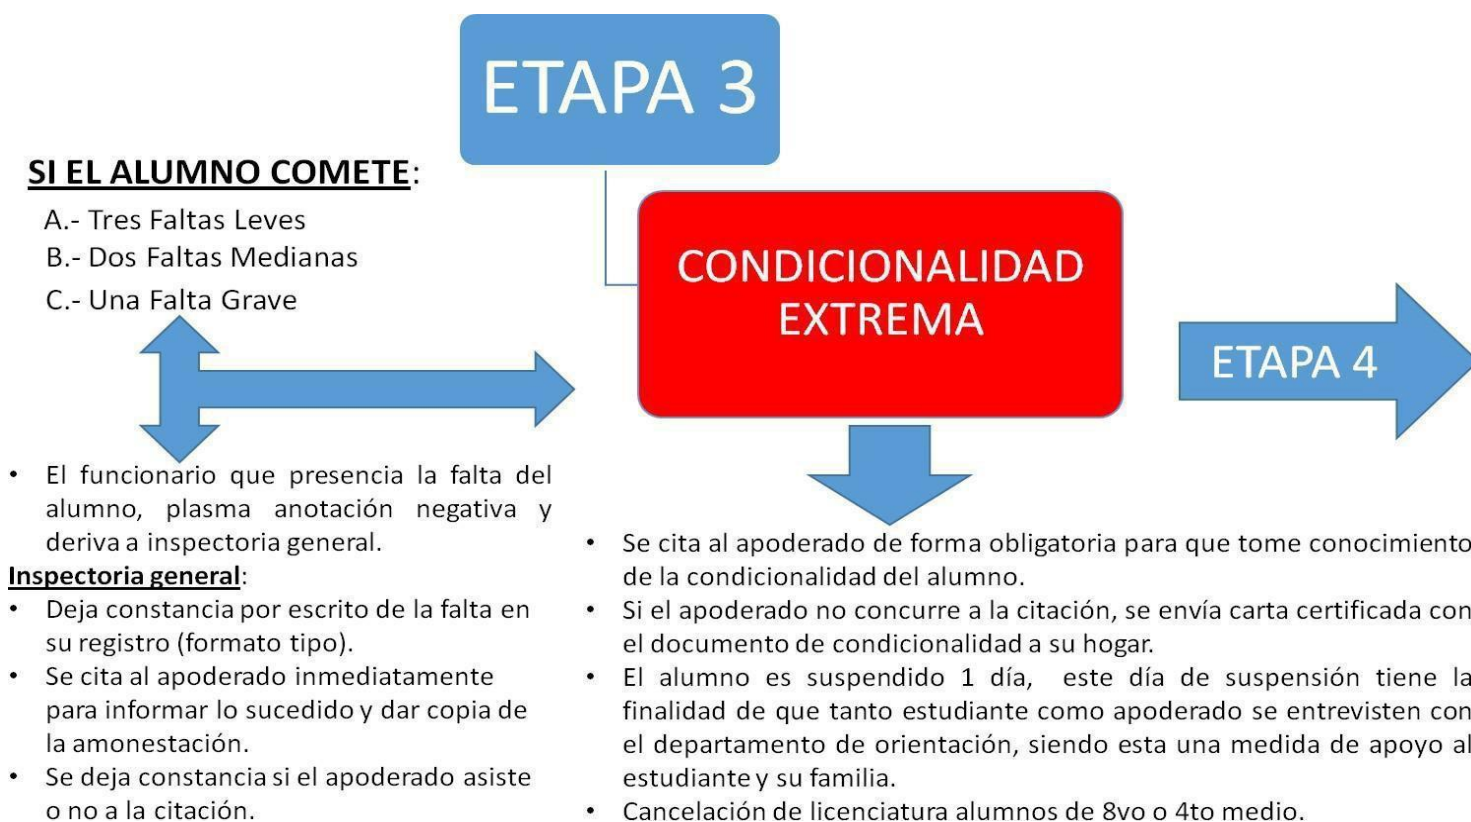 ETAPA 3
SI EL ALUMNO COMETE:
A.- Tres Faltas Leves
B.- Dos Faltas Medianas
C.- Una Falta Grave
CONDICIONALIDAD
EXTREMA
ETAPA 4
• El funcionario que presencia la falta del
alumno, plasma anotación negativa y
deriva a inspectoria general.
Inspectoria general:
• Deja constancia por escrito de la falta en
su registro (formato tipo).
• Se cita al apoderado inmediatamente
para informar lo sucedido y dar copia de
la amonestación.
• Se deja constancia si el apoderado asiste
o no a la citación.
• Se cita al apoderado de forma obligatoria para que tome conocimiento
de la condicionalidad del alumno.
• Si el apoderado no concurre a la citación, se envía carta certificada con
el documento de condicionalidad a su hogar.
• El alumno es suspendido 1 día, este día de suspensión tiene la
finalidad de que tanto estudiante como apoderado se entrevisten con
el departamento de orientación, siendo esta una medida de apoyo al
estudiante y su familia.
• Cancelación de licenciatura alumnos de 8vo o 4to medio.